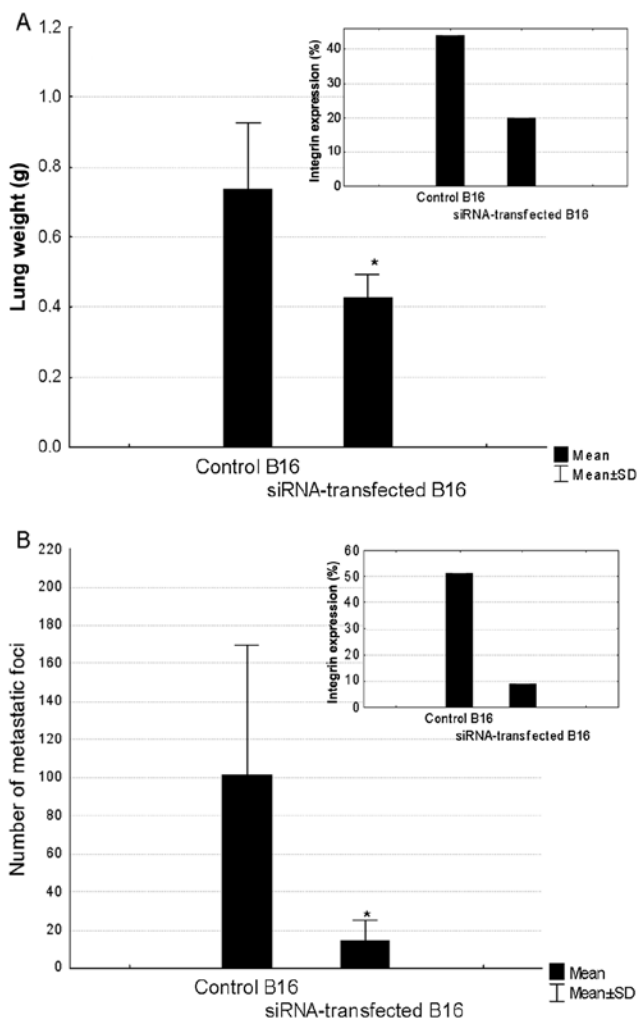 A
Lung weight (g)
1.2
1.0
0.8
0.6
0.4
0.2
0.0
*
Control B16
siRNA-transfected B16
Integrin expression (%)
40
30
20
10
0
Control B16
siRNA-transfected B16
Mean
Mean±SD
B
Number of metastatic foci
220
200
180
160
140
120
100
80
60
40
20
0
*
Control B16
siRNA-transfected B16
Integrin expression (%)
60
50
40
30
20
10
0
Control B16
siRNA-transfected B16
Mean
Mean±SD